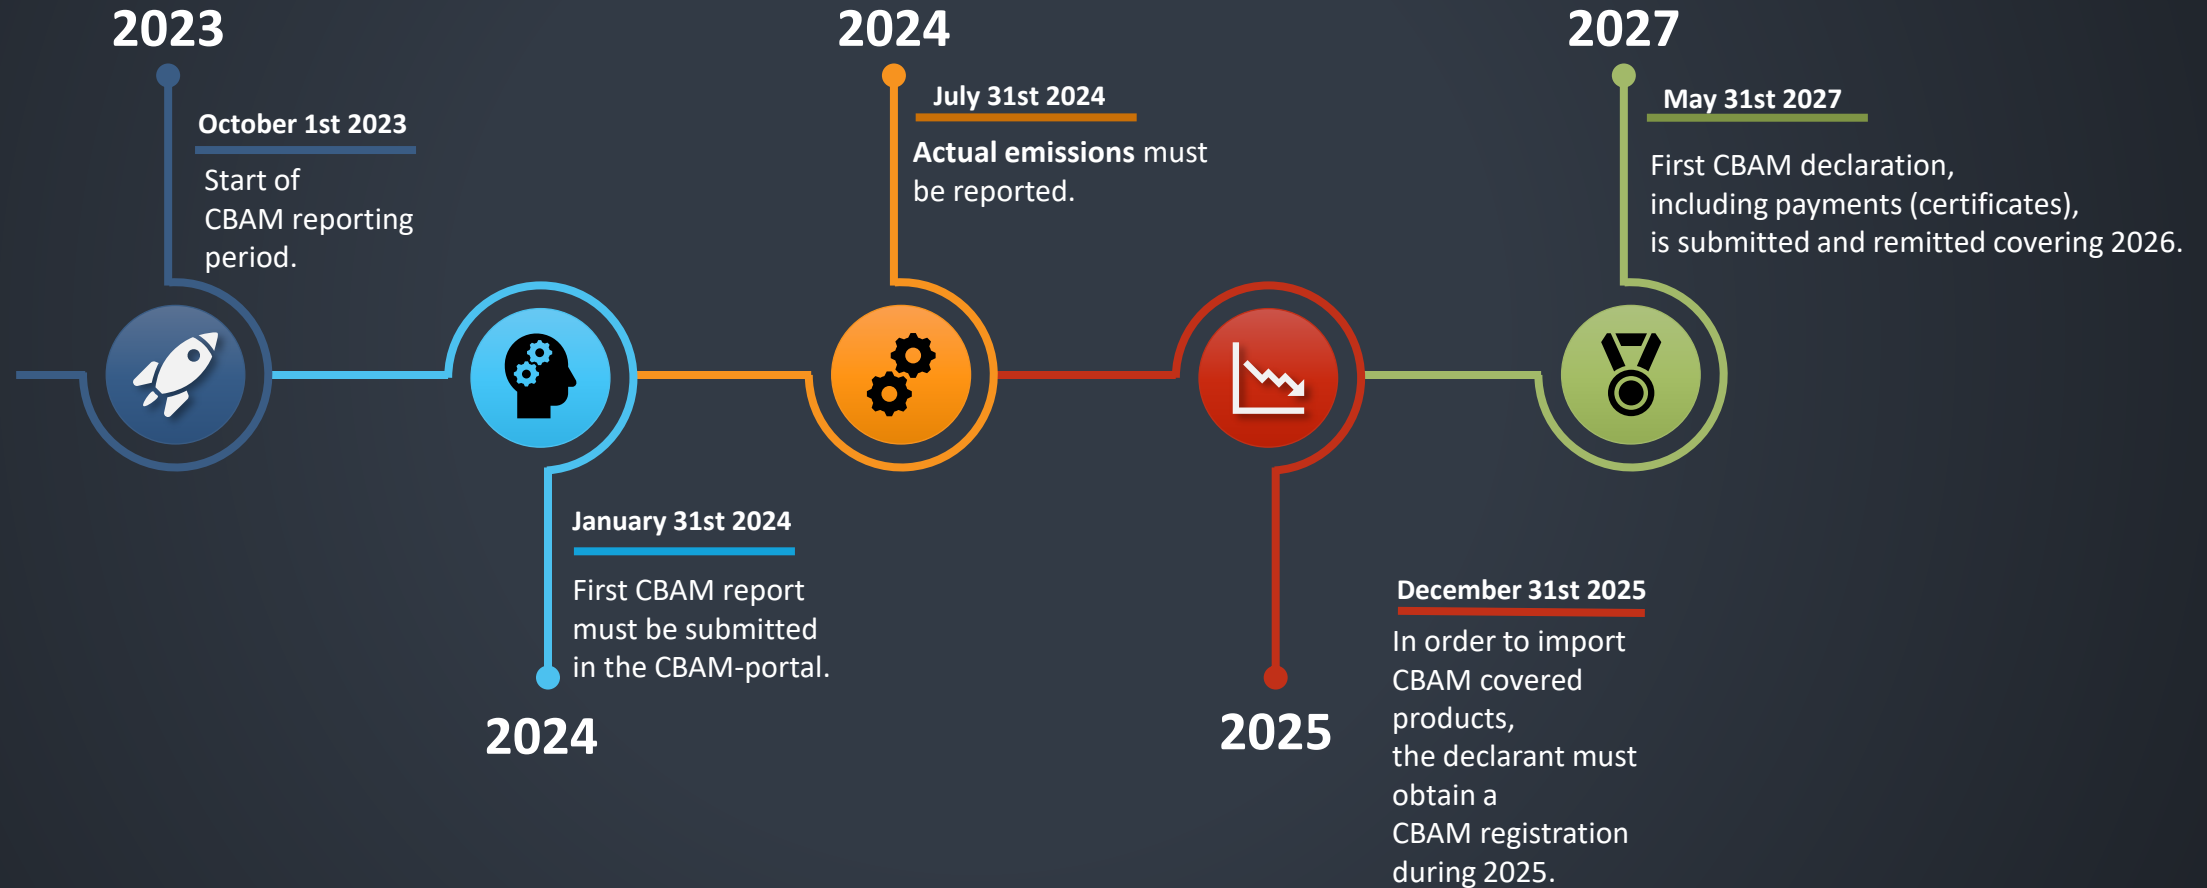 2023
October 1st 2023
Start of
CBAM reporting
period.
2024
January 31st 2024
First CBAM report
must be submitted
in the CBAM-portal.
2024
July 31st 2024
Actual emissions must
be reported.
2025
December 31st 2025
In order to import
CBAM covered
products,
the declarant must
obtain a
CBAM registration
during 2025.
2027
May 31st 2027
First CBAM declaration,
including payments (certificates),
is submitted and remitted covering 2026.